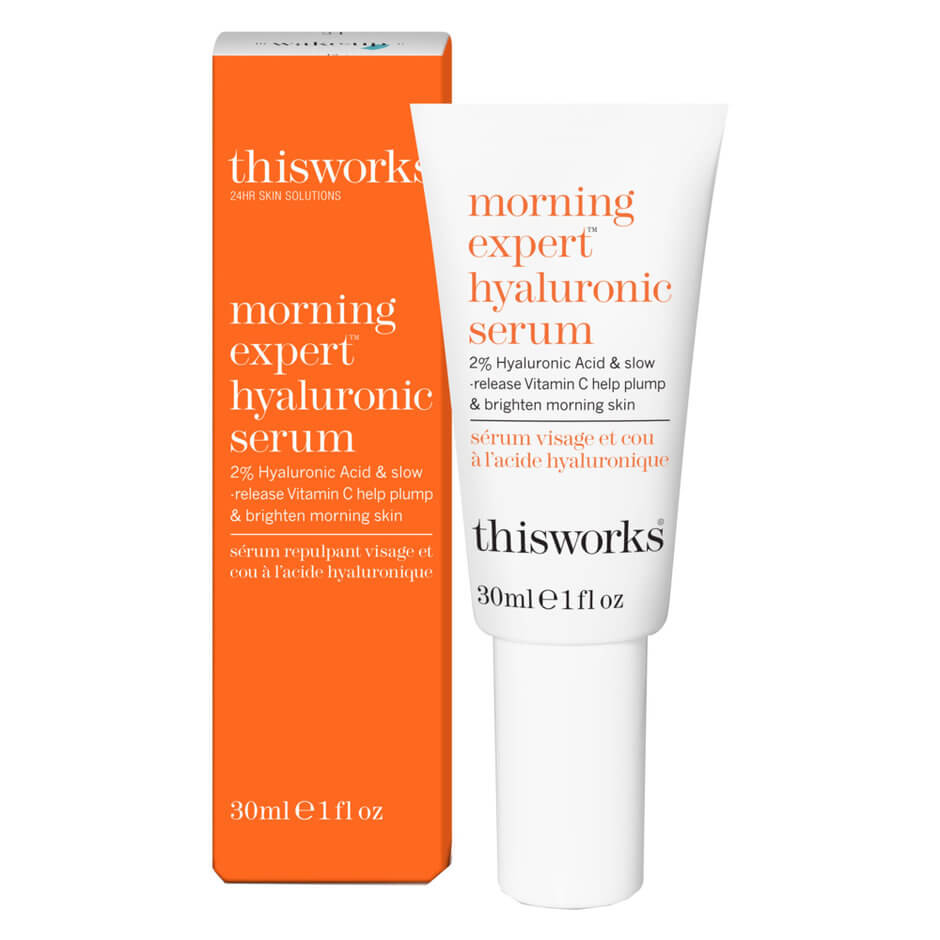 thisworks
24HR SKIN SOLUTIONS
morning
expert™
hyaluronic
serum
2% Hyaluronic Acid & slow
-release Vitamin C help plump
& brighten morning skin
sérum repulpant visage et
cou à l'acide hyaluronique
30ml e 1 fl oz
morning
expert™
hyaluronic
serum
2% Hyaluronic Acid & slow
-release Vitamin C help plump
& brighten morning skin
sérum visage et cou
à l'acide hyaluronique
thisworks®
30ml e 1 fl oz